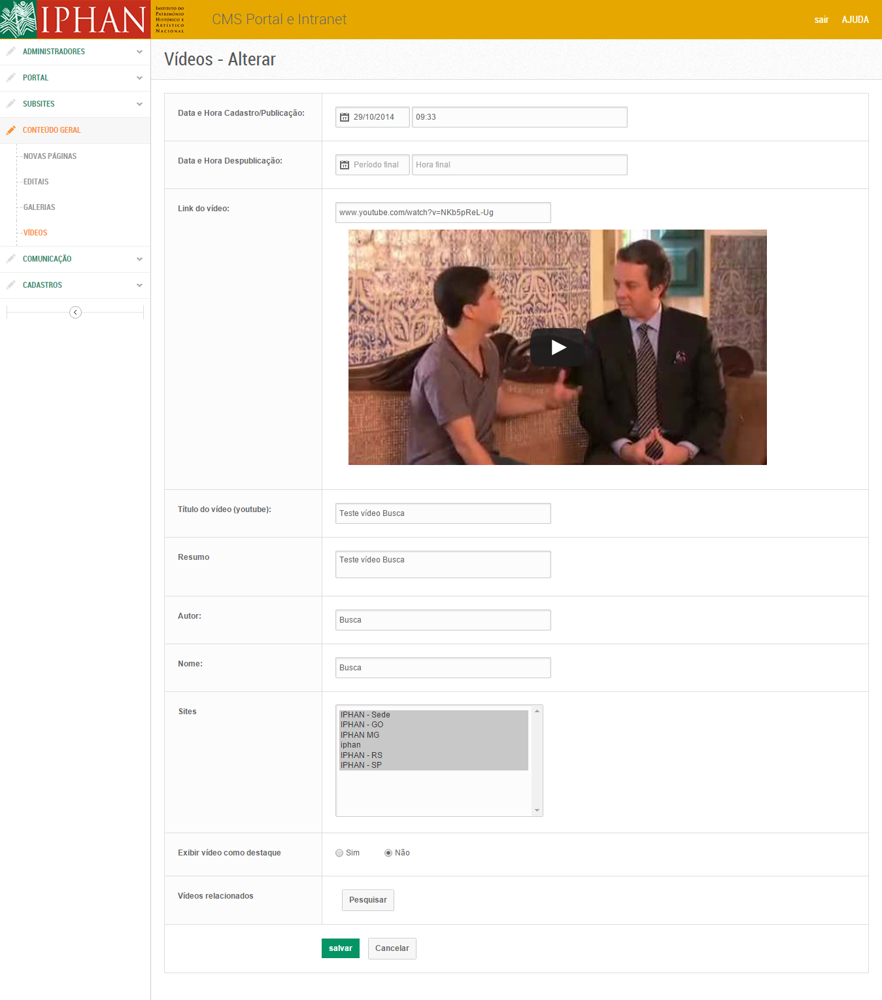 IPHAN
INSTITUTO DO
PATRIMÔNIO
HISTÓRICO E
ARTÍSTICO
NACIONAL
CMS Portal e Intranet
sair AJUDA
ADMINISTRADORES
PORTAL
SUBSITES
CONTEÚDO GERAL
NOVAS PÁGINAS
EDITAIS
GALERIAS
VÍDEOS
COMUNICAÇÃO
CADASTROS
Vídeos - Alterar
Data e Hora Cadastro/Publicação:
17 29/10/2014 09:33
Data e Hora Despublicação:
17 Período final Hora final
Link do vídeo:
www.youtube.com/watch?v=NKb5pReL-Ug
Título do vídeo (youtube):
Teste vídeo Busca
Resumo
Teste vídeo Busca
Autor:
Busca
Nome:
Busca
Sites
IPHAN - Sede
IPHAN - GO
IPHAN MG
iphan
IPHAN - RS
IPHAN - SP
Exibir vídeo como destaque
Sim Não
Vídeos relacionados
Pesquisar
salvar Cancelar